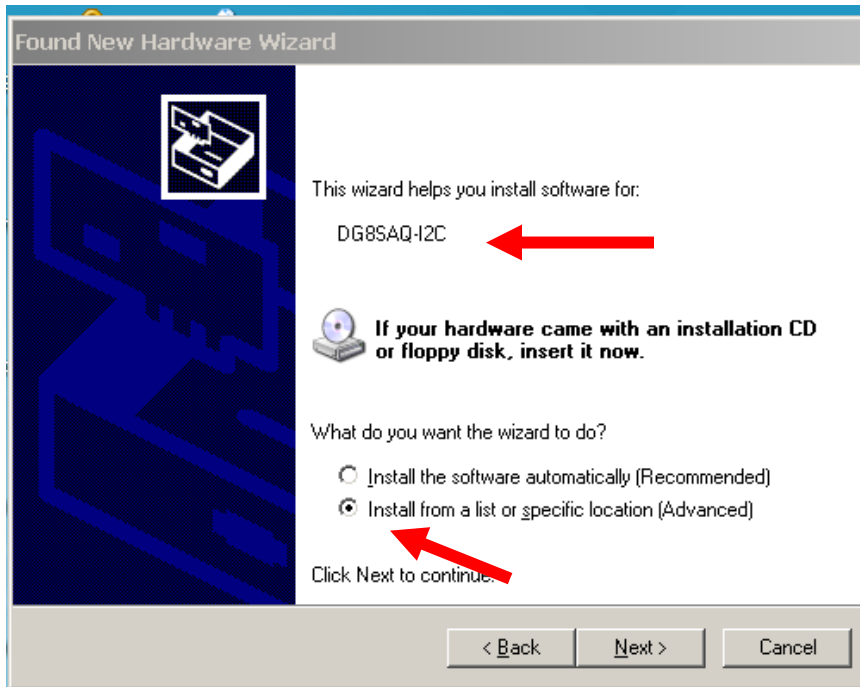 Found New Hardware Wizard
This wizard helps you install software for:
DG8SAQ-I2C
If your hardware came with an installation CD
or floppy disk, insert it now.
What do you want the wizard to do?
Install the software automatically (Recommended)
Install from a list or specific location (Advanced)
Click Next to continue.
< Back
Next >
Cancel